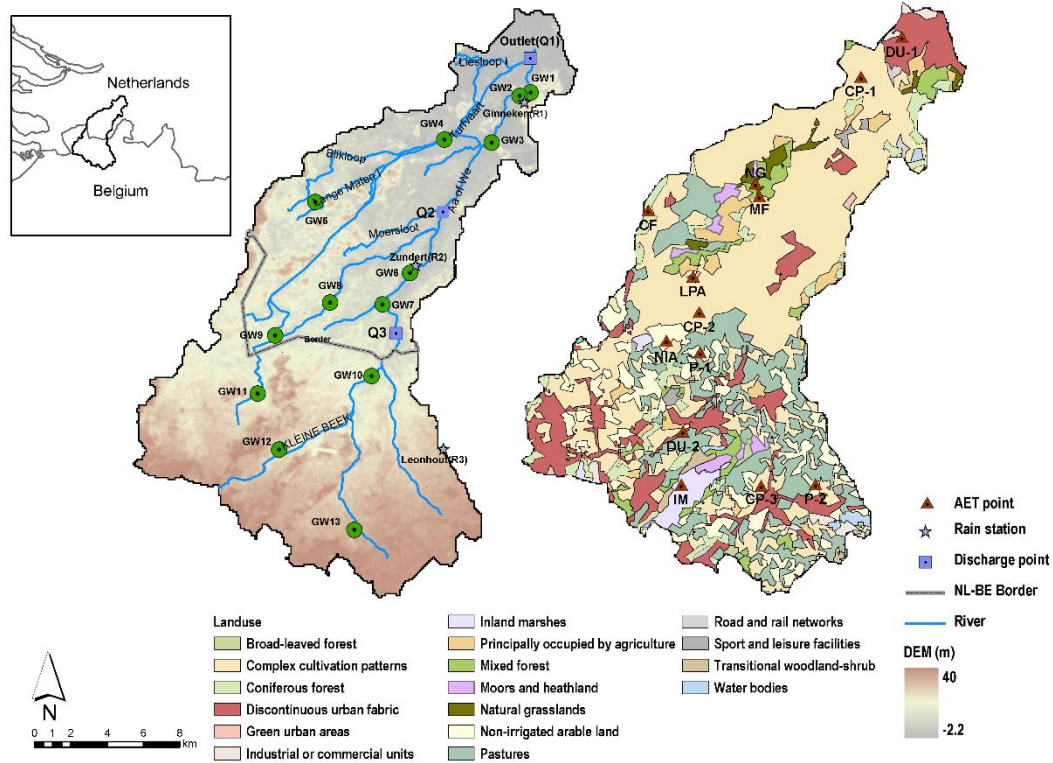 Netherlands
Belgium
Outlet(Q1)
Liesloop I
GW1
GW2
Ginneken(R1)
GW4
Turfvaart
GW3
Bijkloop
Lange Maten I
GW5
Aa of We
Q2
Moersloot
Zundert(R2)
GW6
GW8
GW7
GW9
Border
Q3
GW10
GW11
GW12
KLEINE BEEK
Leonhout(R3)
GW13
DU-1
CP-1
NG
MF
CF
LPA
CP-2
NIA
P-1
DU-2
IM
CP-3
P-2
AET point
Rain station
Discharge point
NL-BE Border
River
DEM (m)
40
-2.2
Landuse
Broad-leaved forest
Complex cultivation patterns
Coniferous forest
Discontinuous urban fabric
Green urban areas
Industrial or commercial units
Inland marshes
Principally occupied by agriculture
Mixed forest
Moors and heathland
Natural grasslands
Non-irrigated arable land
Pastures
Road and rail networks
Sport and leisure facilities
Transitional woodland-shrub
Water bodies
N
0 1 2 4 6 8
km